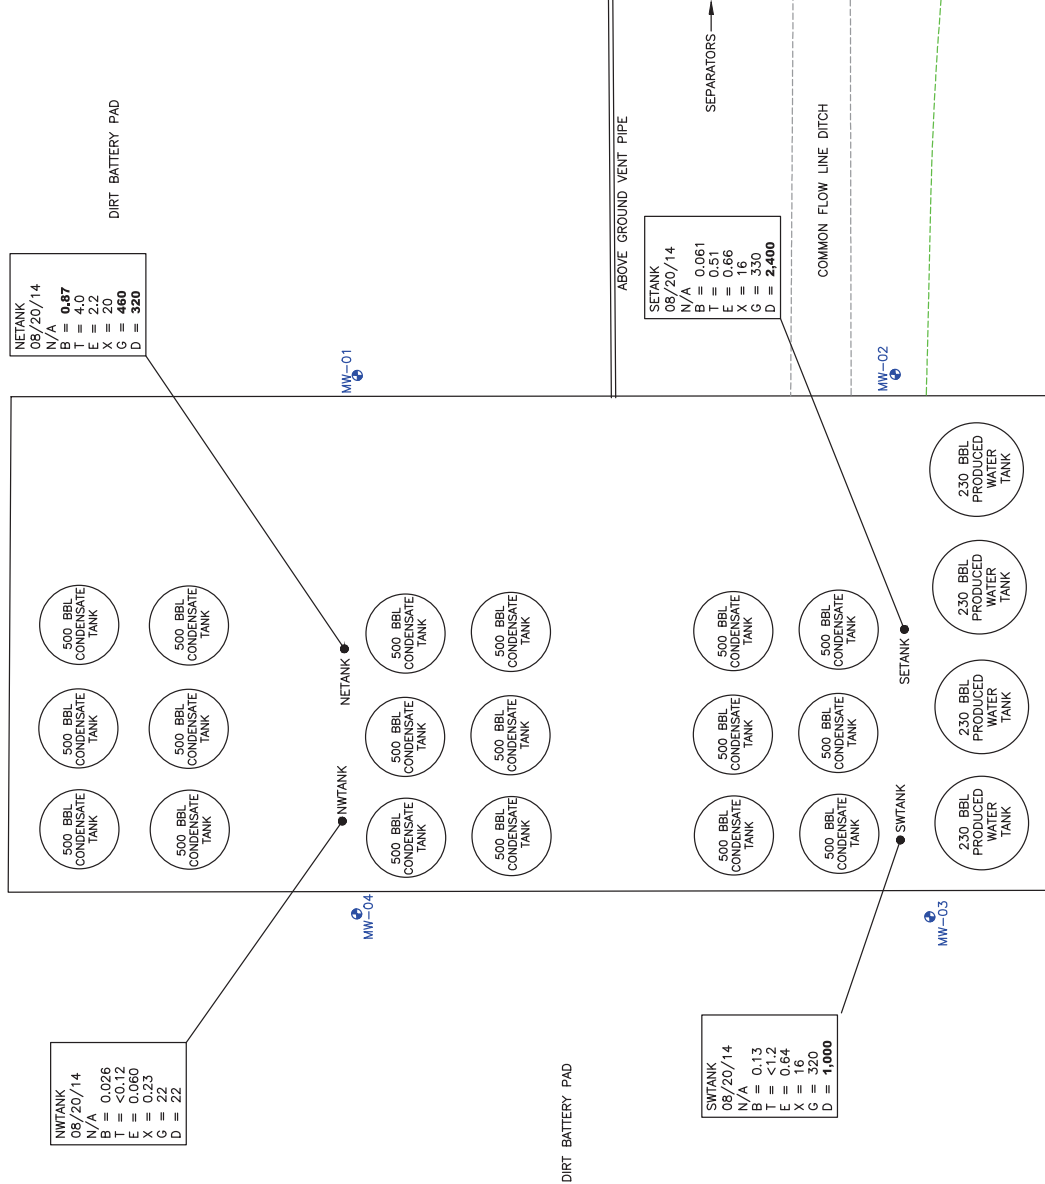 NETANK
08/20/14
N/A
B = 0.87
T = 4.0
E = 2.2
X = 20
G = 460
D = 320
NWTANK
08/20/14
N/A
B = 0.026
T = <0.12
E = 0.060
X = 0.23
G = 22
D = 22
DIRT BATTERY PAD
500 BBL
CONDENSATE
TANK
500 BBL
CONDENSATE
TANK
500 BBL
CONDENSATE
TANK
500 BBL
CONDENSATE
TANK
500 BBL
CONDENSATE
TANK
500 BBL
CONDENSATE
TANK
NWTANK
NETANK
MW-04
MW-01
500 BBL
CONDENSATE
TANK
500 BBL
CONDENSATE
TANK
500 BBL
CONDENSATE
TANK
500 BBL
CONDENSATE
TANK
500 BBL
CONDENSATE
TANK
500 BBL
CONDENSATE
TANK
DIRT BATTERY PAD
ABOVE GROUND VENT PIPE
SETANK
08/20/14
N/A
B = 0.061
T = 0.51
E = 0.66
X = 16
G = 330
D = 2,400
SEPARATORS
SWTANK
08/20/14
N/A
B = 0.13
T = <1.2
E = 0.64
X = 16
G = 320
D = 1,000
500 BBL
CONDENSATE
TANK
500 BBL
CONDENSATE
TANK
500 BBL
CONDENSATE
TANK
COMMON FLOW LINE DITCH
500 BBL
CONDENSATE
TANK
500 BBL
CONDENSATE
TANK
500 BBL
CONDENSATE
TANK
MW-02
SWTANK
SETANK
MW-03
230 BBL
PRODUCED
WATER
TANK
230 BBL
PRODUCED
WATER
TANK
230 BBL
PRODUCED
WATER
TANK
230 BBL
PRODUCED
WATER
TANK